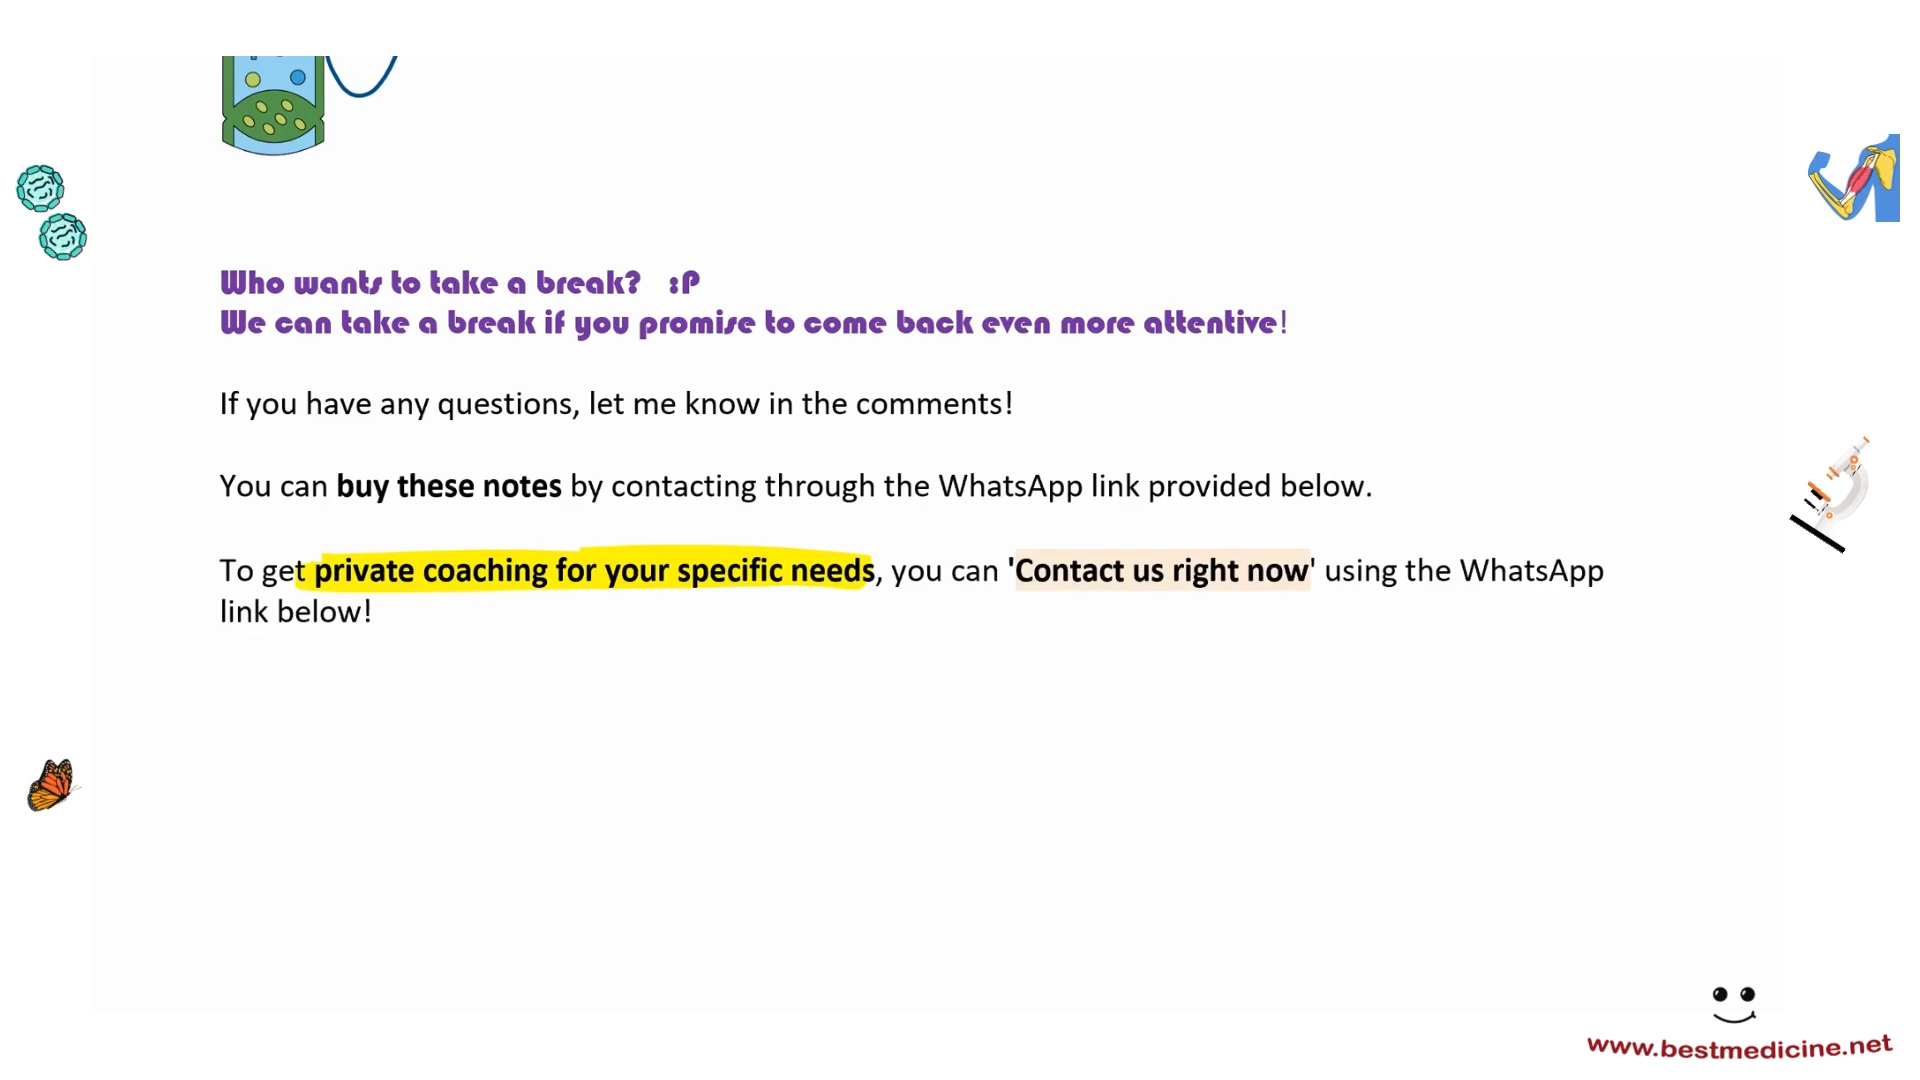 Who wants to take a break? :P
We can take a break if you promise to come back even more attentive!
If you have any questions, let me know in the comments!
You can buy these notes by contacting through the WhatsApp link provided below.
To get private coaching for your specific needs, you can 'Contact us right now' using the WhatsApp
link below!
www.bestmedicine.net